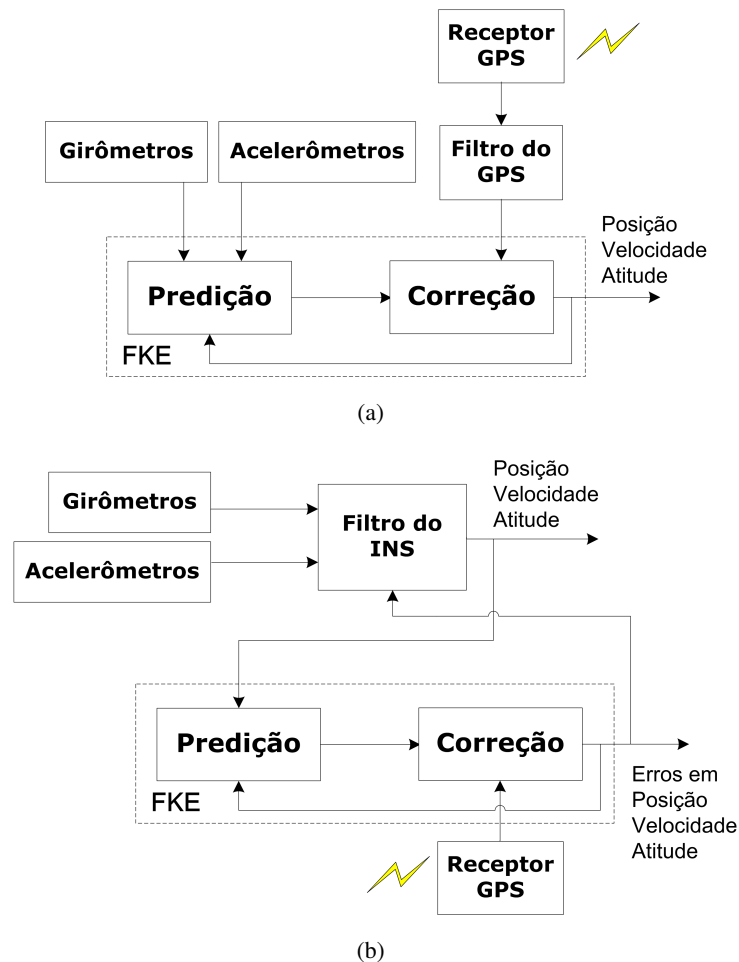 Receptor
GPS
Girômetros
Acelerômetros
Filtro do
GPS
Posição
Velocidade
Atitude
Predição
Correção
FKE
(a)
Posição
Velocidade
Atitude
Girômetros
Filtro do
INS
Acelerômetros
Predição
Correção
FKE
Erros em
Posição
Velocidade
Atitude
Receptor
GPS
(b)